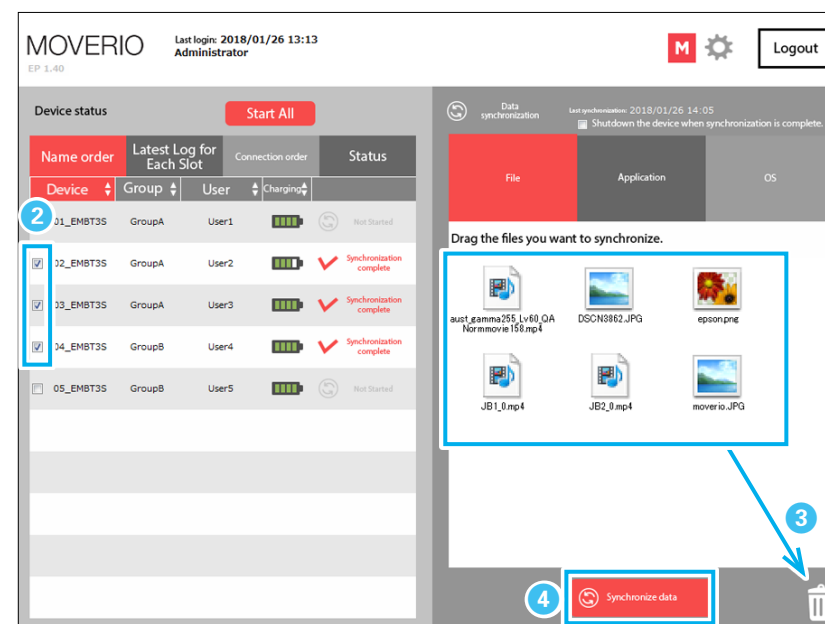 MOVERIO
EP 1.40
Last login: 2018/01/26 13:13
Administrator
M
Logout
Device status
Start All
Data
synchronization
Last synchronization: 2018/01/26 14:05
Shutdown the device when synchronization is complete.
Name order
Latest Log for
Each Slot
Connection order
Status
File
Application
OS
Device
Group
User
Charging
2
01_EMBT3S
GroupA
User1
Not Started
02_EMBT3S
GroupA
User2
Synchronization
complete
03_EMBT3S
GroupA
User3
Synchronization
complete
04_EMBT3S
GroupB
User4
Synchronization
complete
05_EMBT3S
GroupB
User5
Not Started
Drag the files you want to synchronize.
aust_gamma255_Lv60_QA
Normmovie158.mp4
DSCN3862.JPG
epson.png
JB1_0.mp4
JB2_0.mp4
moverio.JPG
3
4
Synchronize data